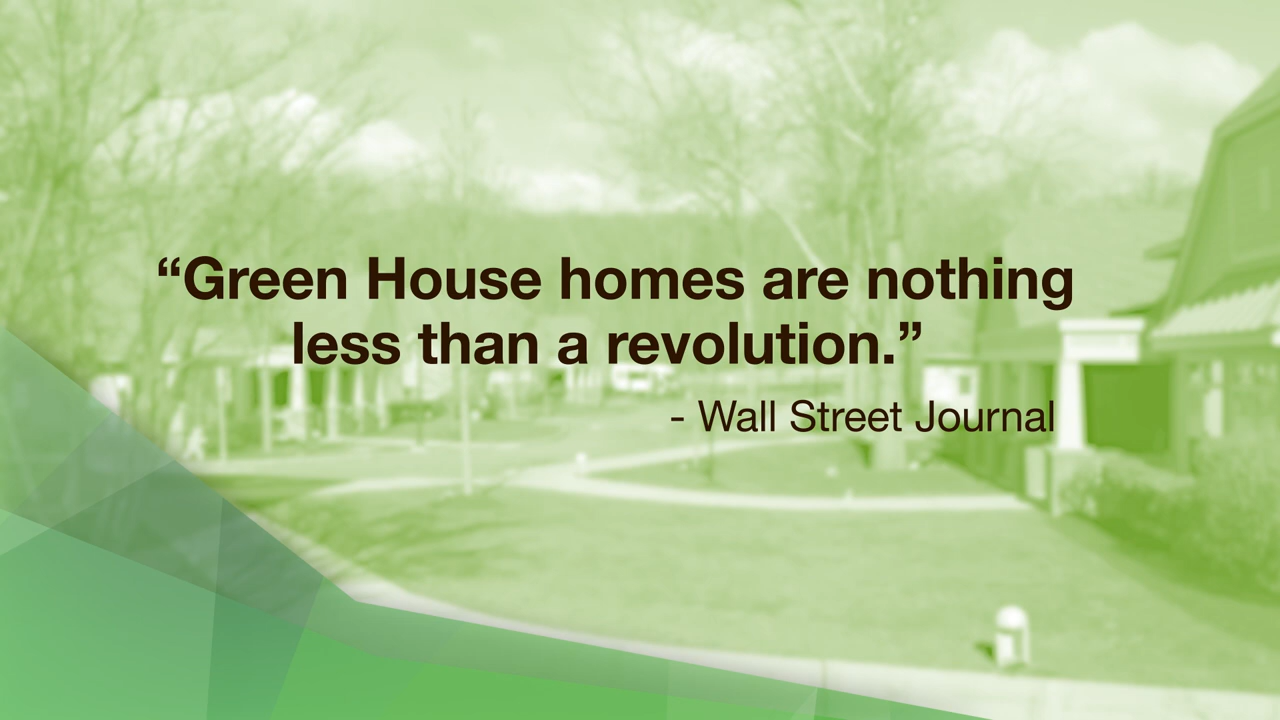 “Green House homes are nothing
less than a revolution.”
- Wall Street Journal